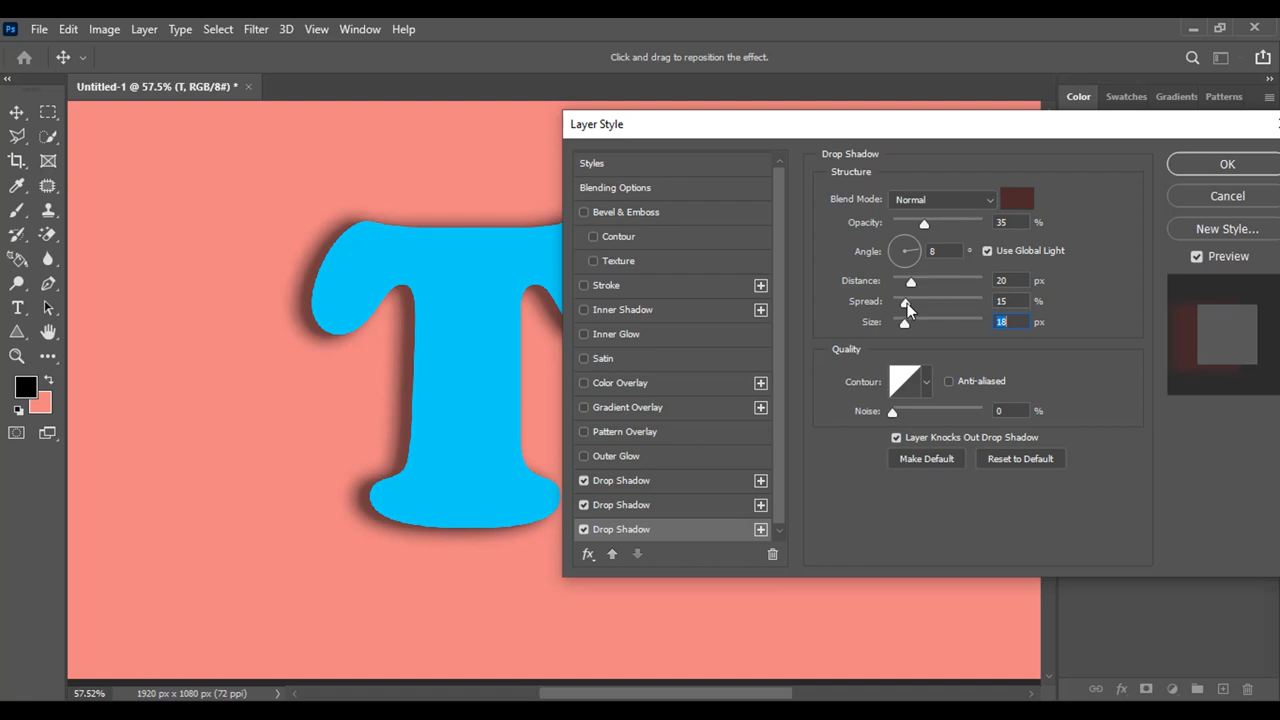 Ps File Edit Image Layer Type Select Filter 3D View Window Help
Click and drag to reposition the effect.
Untitled-1 @ 57.5% (T, RGB/8#) * ×
Color Swatches Gradients Patterns
Layer Style
Styles
Blending Options
Bevel & Emboss
Contour
Texture
Stroke
Inner Shadow
Inner Glow
Satin
Color Overlay
Gradient Overlay
Pattern Overlay
Outer Glow
Drop Shadow
Drop Shadow
Drop Shadow
fx
Drop Shadow
Structure
Blend Mode: Normal
Opacity: 35 %
Angle: 8 ° Use Global Light
Distance: 20 px
Spread: 15 %
Size: 18 px
Quality
Contour: Anti-aliased
Noise: 0 %
Layer Knocks Out Drop Shadow
Make Default Reset to Default
OK
Cancel
New Style...
Preview
T
57.52% 1920 px x 1080 px (72 ppi)
fx